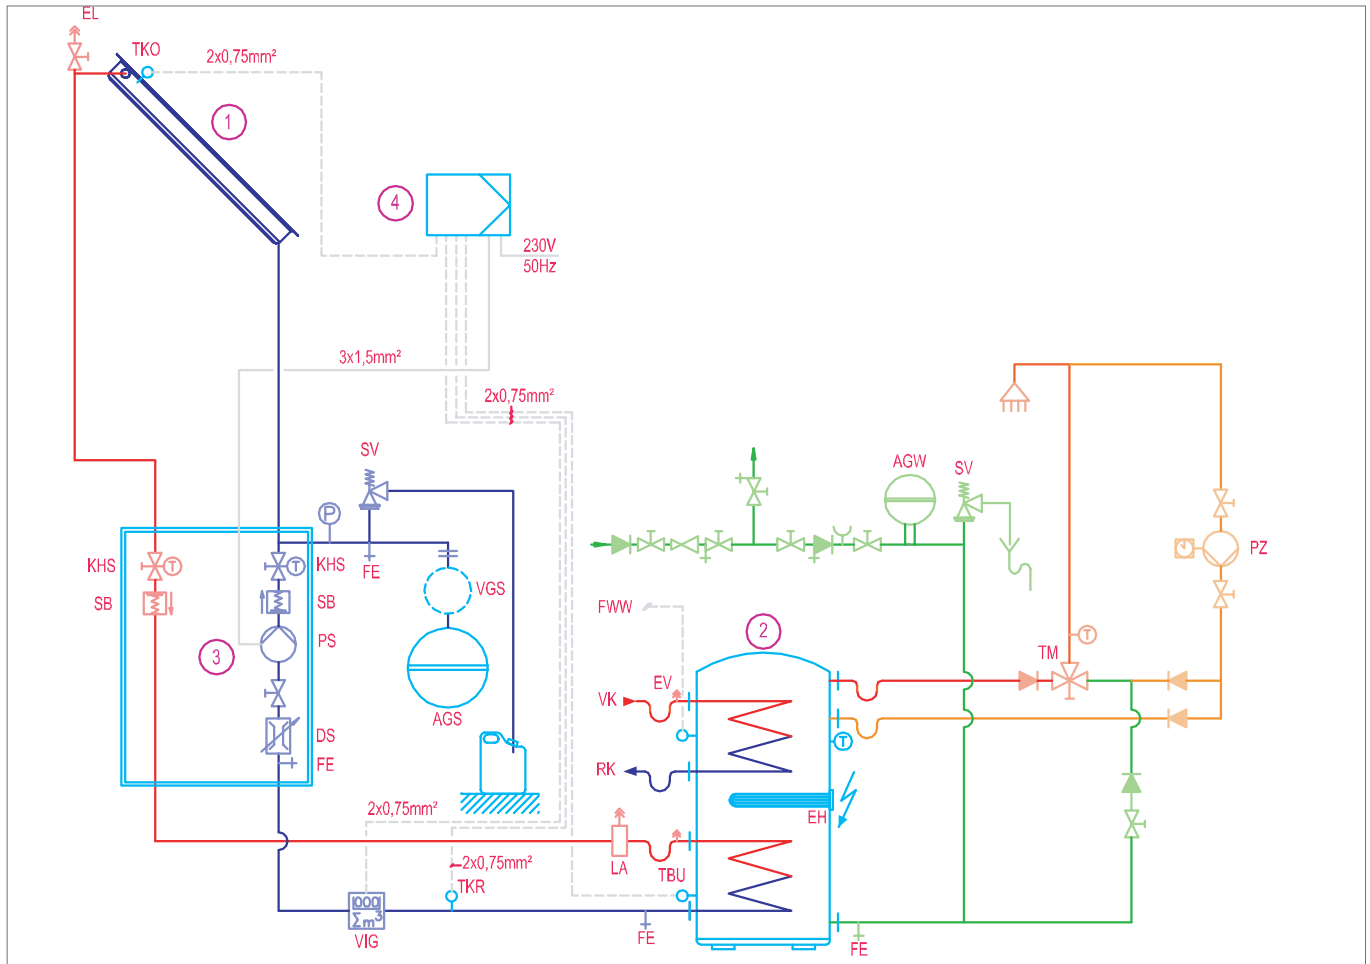 EL
TKO
2x0,75mm²
1
4
230V
50Hz
3x1,5mm²
2x0,75mm²
SV
AGW
SV
P
KHS
T
T
KHS
FE
PZ
SB
SB
VGS
FWW
2
PS
T
3
TM
EV
VK
AGS
DS
T
FE
RK
2x0,75mm²
EH
2x0,75mm²
LA
TBU
TKR
1000
Σm³
VIG
FE
FE